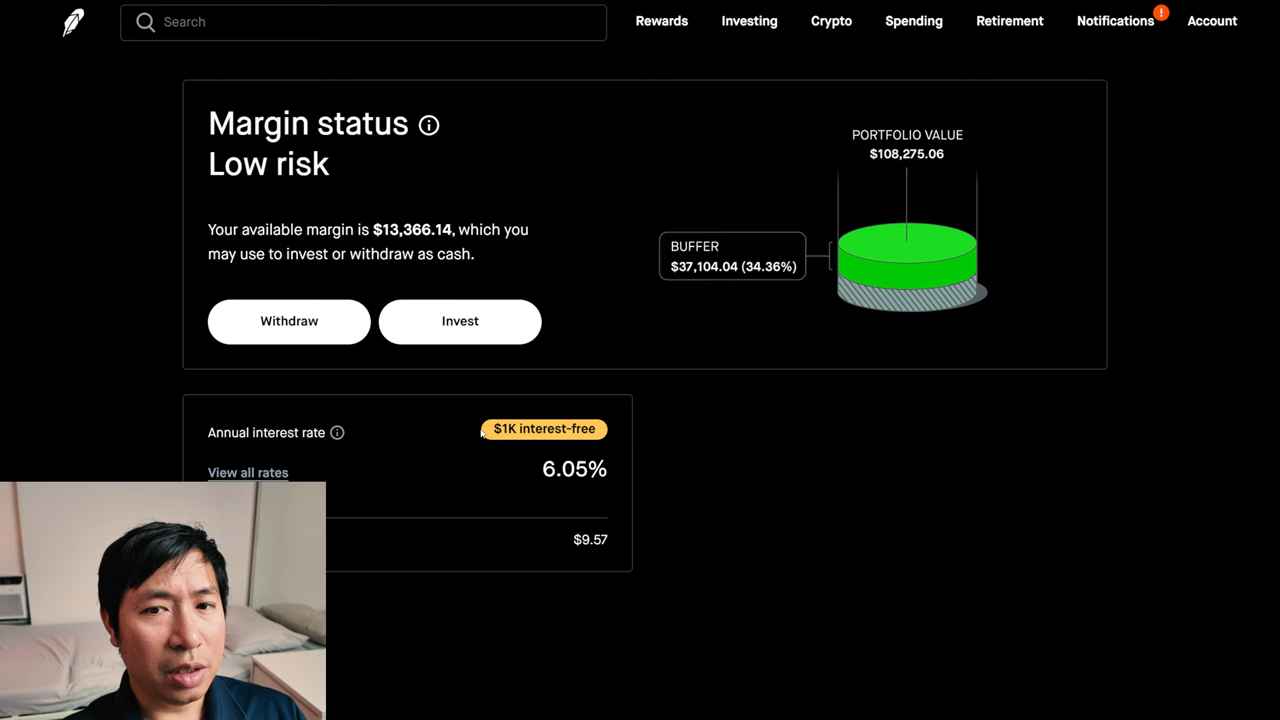 Search
Rewards
Investing
Crypto
Spending
Retirement
Notifications
!
Account
Margin status
Low risk
Your available margin is $13,366.14, which you
may use to invest or withdraw as cash.
Withdraw
Invest
PORTFOLIO VALUE
$108,275.06
BUFFER
$37,104.04 (34.36%)
Annual interest rate
$1K interest-free
View all rates
6.05%
$9.57